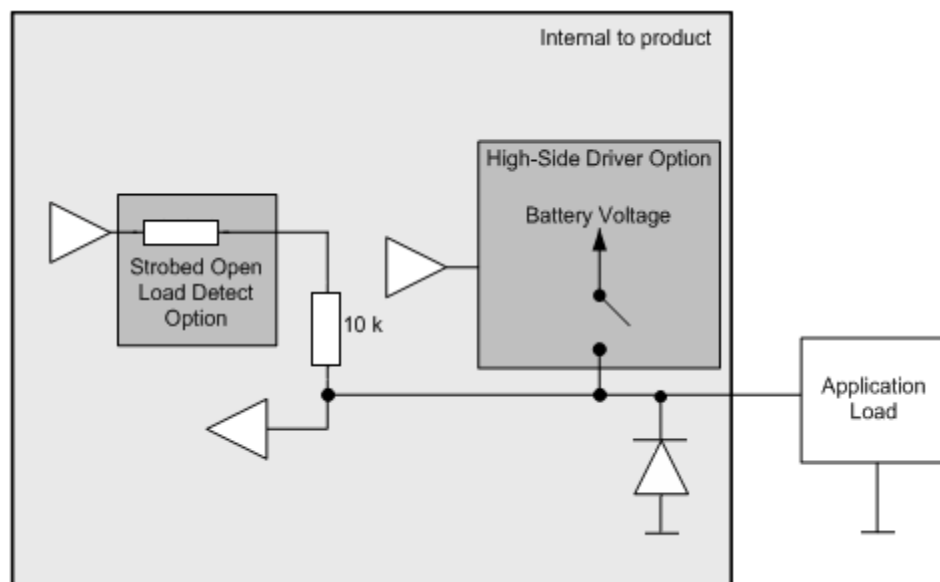 Internal to product
High-Side Driver Option
Battery Voltage
Strobed Open
Load Detect
Option
10 k
Application
Load